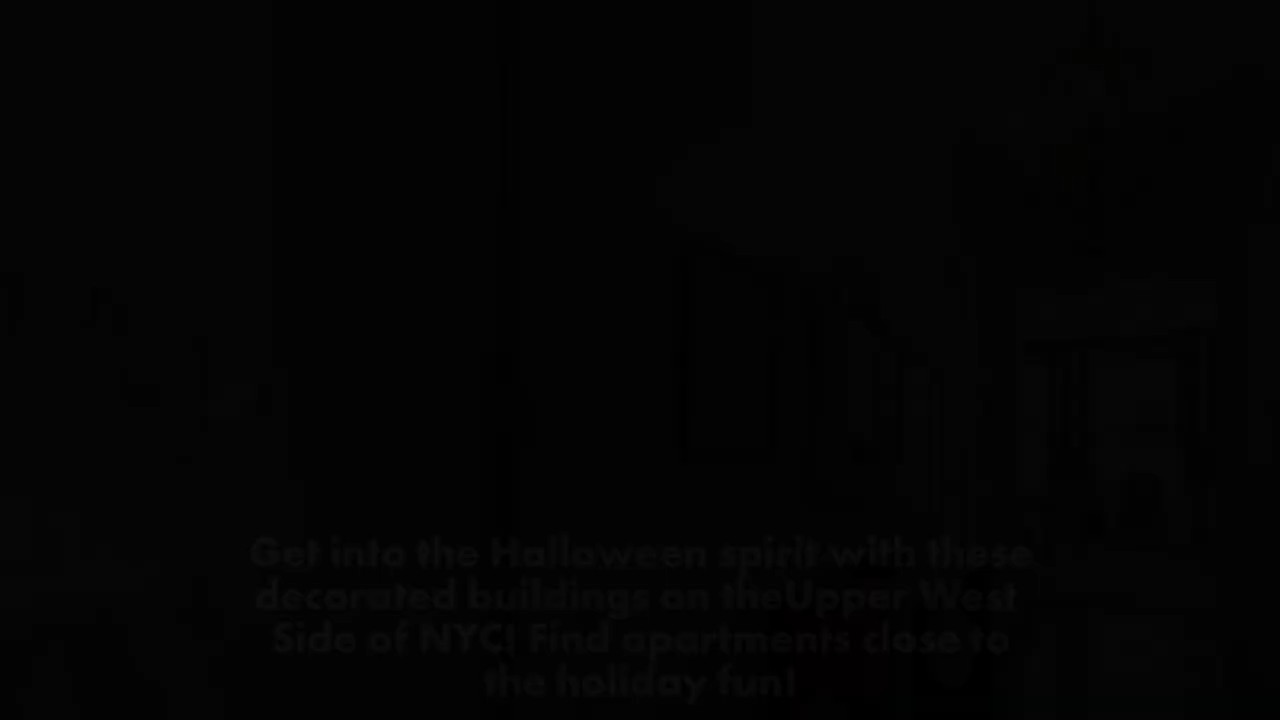 Get into the Halloween spirit with these
decorated buildings on theUpper West
Side of NYC! Find apartments close to
the holiday fun!